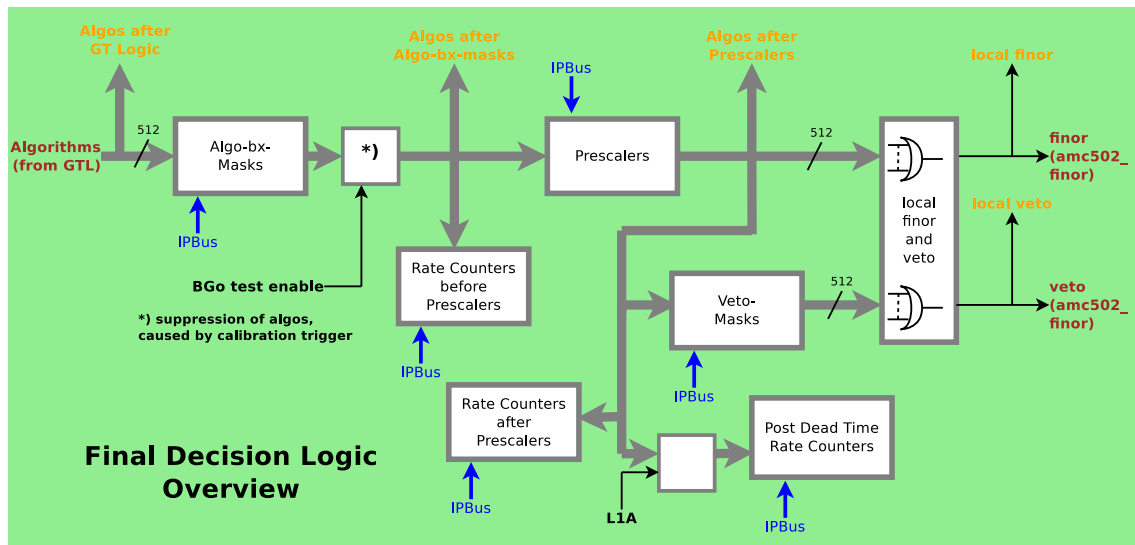 Algos after
GT Logic
Algos after
Algo-bx-masks
Algos after
Prescalers
local finor
IPBus
512
Algorithms
(from GTL)
Algo-bx-
Masks
*)
Prescalers
512
finor
(amc502_
finor)
local veto
local
finor
and
veto
IPBus
BGo test enable
Rate Counters
before
Prescalers
Veto-
Masks
512
veto
(amc502_
finor)
*) suppression of algos,
caused by calibration trigger
IPBus
IPBus
Rate Counters
after
Prescalers
Post Dead Time
Rate Counters
Final Decision Logic
Overview
IPBus
L1A
IPBus